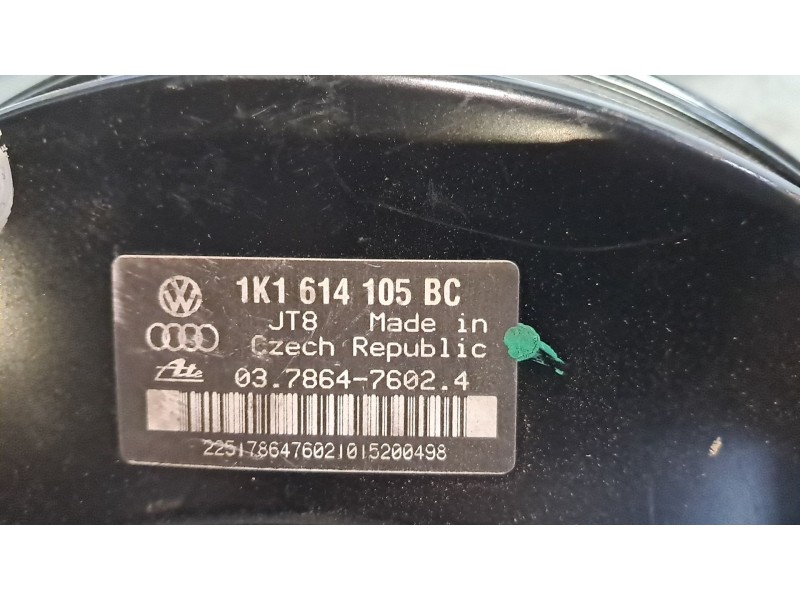 1K1 614 105 BC
JT8 Made in
Czech Republic
Ate 03.7864-7602.4
2251786476021015200498